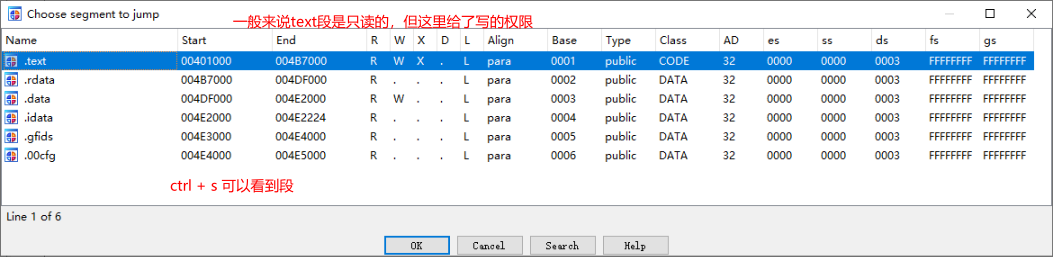 Choose segment to jump
一般来说text段是只读的，但这里给了写的权限
Name Start End R W X D L Align Base Type Class AD es ss ds fs gs
.text 00401000 004B7000 R W X . L para 0001 public CODE 32 0000 0000 0003 FFFFFFFF FFFFFFFF
.rdata 004B7000 004DF000 R . . . L para 0002 public DATA 32 0000 0000 0003 FFFFFFFF FFFFFFFF
.data 004DF000 004E2000 R W . . L para 0003 public DATA 32 0000 0000 0003 FFFFFFFF FFFFFFFF
.idata 004E2000 004E2224 R . . . L para 0004 public DATA 32 0000 0000 0003 FFFFFFFF FFFFFFFF
.gfids 004E3000 004E4000 R . . . L para 0005 public DATA 32 0000 0000 0003 FFFFFFFF FFFFFFFF
.00cfg 004E4000 004E5000 R . . . L para 0006 public DATA 32 0000 0000 0003 FFFFFFFF FFFFFFFF
ctrl + s 可以看到段
Line 1 of 6
OK Cancel Search Help